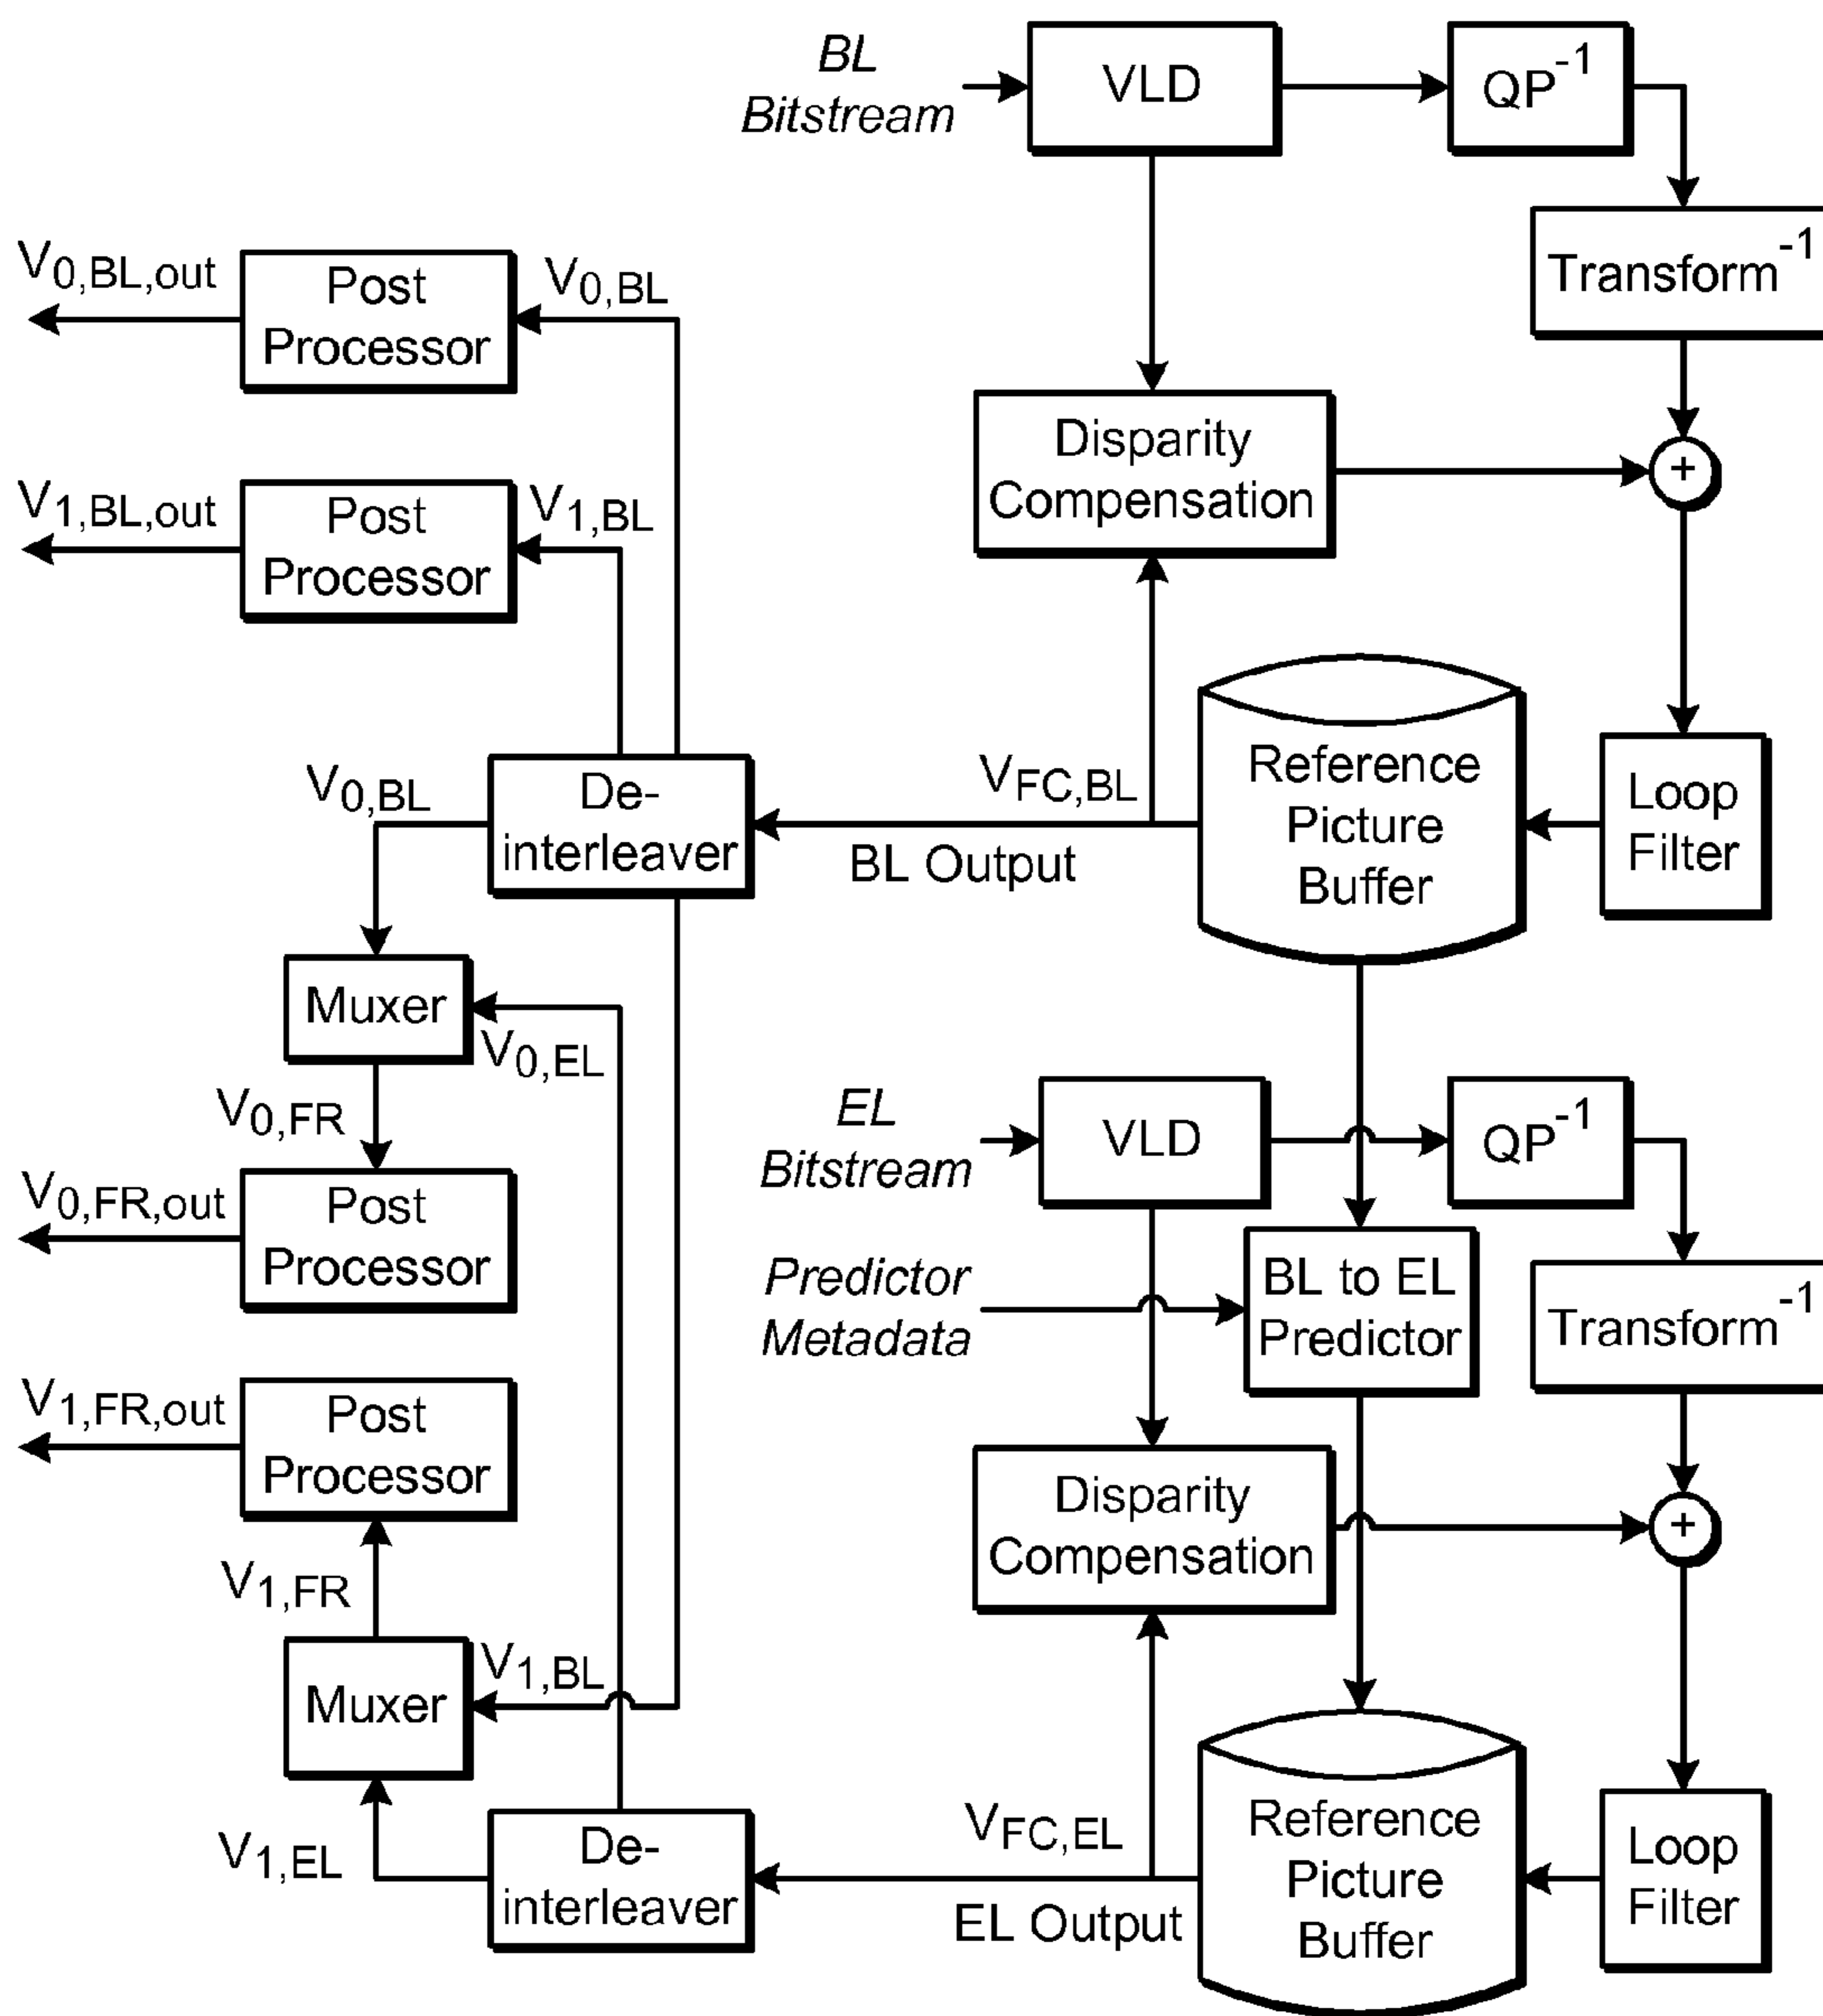 BL
Bitstream
VLD
QP-1
Transform-1
V0,BL,out
Post
Processor
V0,BL
Disparity
Compensation
+
V1,BL,out
Post
Processor
V1,BL
V0,BL
De-
interleaver
VFC,BL
BL Output
Reference
Picture
Buffer
Loop
Filter
Muxer
V0,EL
V0,FR
EL
Bitstream
VLD
QP-1
V0,FR,out
Post
Processor
Predictor
Metadata
BL to EL
Predictor
Transform-1
V1,FR,out
Post
Processor
Disparity
Compensation
+
V1,FR
Muxer
V1,BL
V1,EL
De-
interleaver
VFC,EL
EL Output
Reference
Picture
Buffer
Loop
Filter